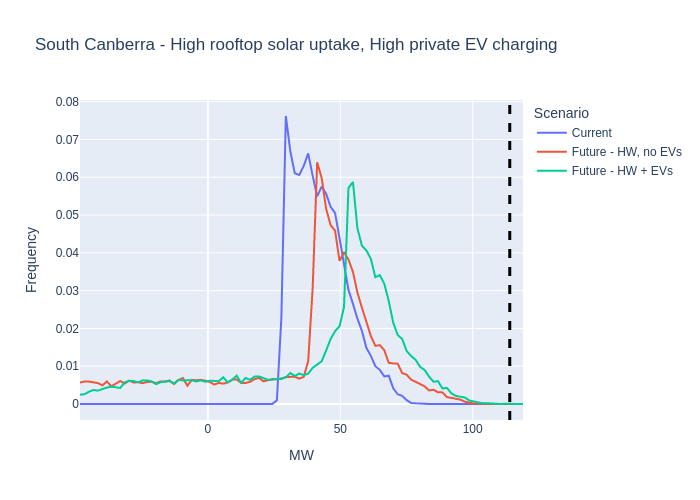 South Canberra - High rooftop solar uptake, High private EV charging
Scenario
Current
Future - HW, no EVs
Future - HW + EVs
Frequency
0.08
0.07
0.06
0.05
0.04
0.03
0.02
0.01
0
0
50
100
MW